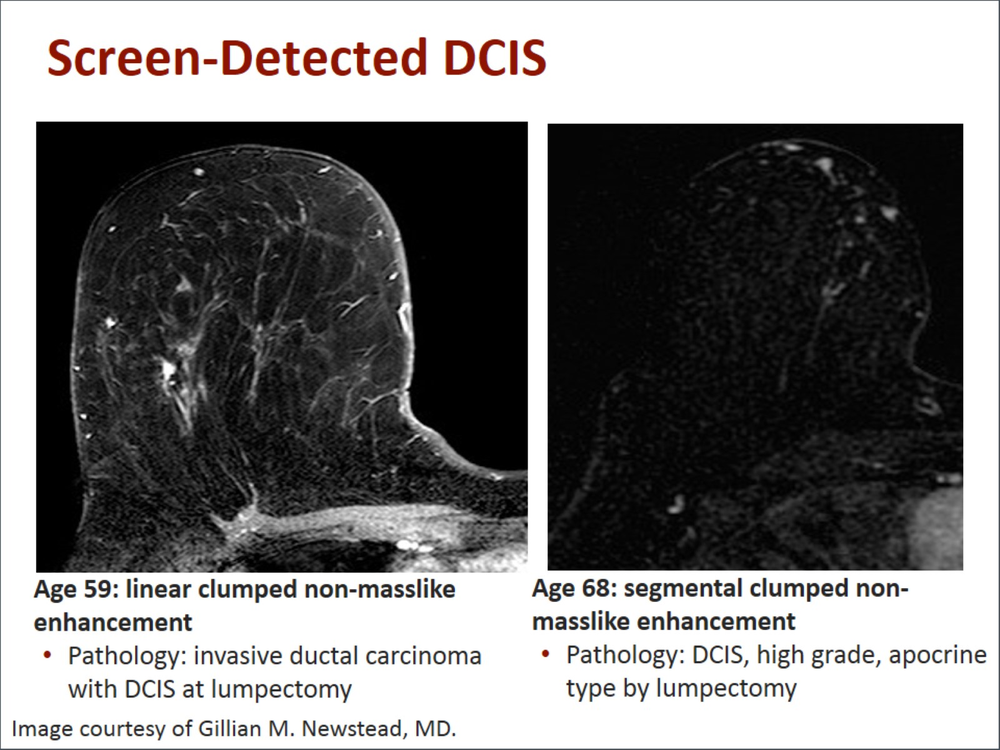 Screen-Detected DCIS
Age 59: linear clumped non-masslike
enhancement
• Pathology: invasive ductal carcinoma
with DCIS at lumpectomy
Age 68: segmental clumped non-
masslike enhancement
• Pathology: DCIS, high grade, apocrine
type by lumpectomy
Image courtesy of Gillian M. Newstead, MD.